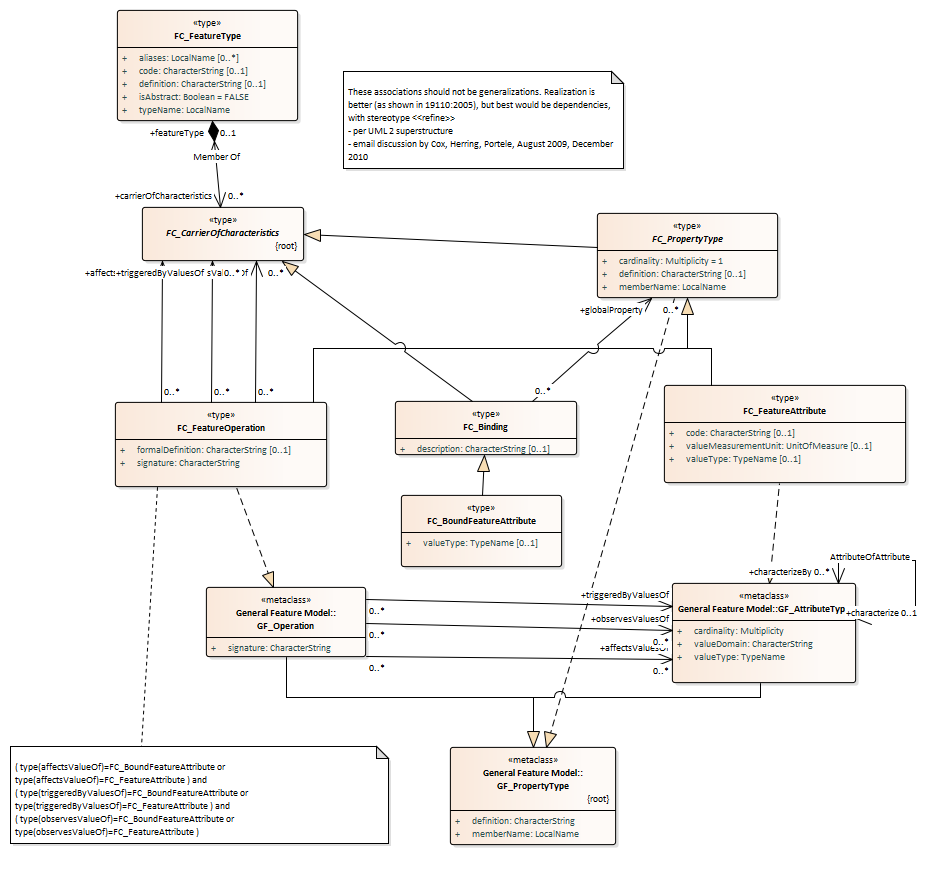 «type»
FC_FeatureType
+ aliases: LocalName [0..*]
+ code: CharacterString [0..1]
+ definition: CharacterString [0..1]
+ isAbstract: Boolean = FALSE
+ typeName: LocalName
These associations should not be generalizations. Realization is
better (as shown in 19110:2005), but best would be dependencies,
with stereotype <<refine>>
- per UML 2 superstructure
- email discussion by Cox, Herring, Portele, August 2009, December
2010
+featureType 0..1
Member Of
+carrierOfCharacteristics 0..*
«type»
FC_CarrierOfCharacteristics
{root}
«type»
FC_PropertyType
+ cardinality: Multiplicity = 1
+ definition: CharacterString [0..1]
+ memberName: LocalName
+affect +triggeredByValuesOf 0..* 0..*
+globalProperty 0..*
0..* 0..* 0..*
0..*
«type»
FC_FeatureOperation
+ formalDefinition: CharacterString [0..1]
+ signature: CharacterString
«type»
FC_Binding
+ description: CharacterString [0..1]
«type»
FC_FeatureAttribute
+ code: CharacterString [0..1]
+ valueMeasurementUnit: UnitOfMeasure [0..1]
+ valueType: TypeName [0..1]
«type»
FC_BoundFeatureAttribute
+ valueType: TypeName [0..1]
AttributeOfAttribute
+characterizeBy 0..*
+characterize 0..1
«metaclass»
General Feature Model::
GF_Operation
+ signature: CharacterString
+triggeredByValuesOf
0..*
+observesValuesOf
0..*
0..*
+affectsValuesOf
0..*
0..*
«metaclass»
General Feature Model::GF_AttributeTyp
+ cardinality: Multiplicity
+ valueDomain: CharacterString
+ valueType: TypeName
«metaclass»
General Feature Model::
GF_PropertyType
{root}
+ definition: CharacterString
+ memberName: LocalName
( type(affectsValueOf)=FC_BoundFeatureAttribute or
type(affectsValueOf)=FC_FeatureAttribute ) and
( type(triggeredByValuesOf)=FC_BoundFeatureAttribute or
type(triggeredByValuesOf)=FC_FeatureAttribute ) and
( type(observesValueOf)=FC_BoundFeatureAttribute or
type(observesValueOf)=FC_FeatureAttribute )